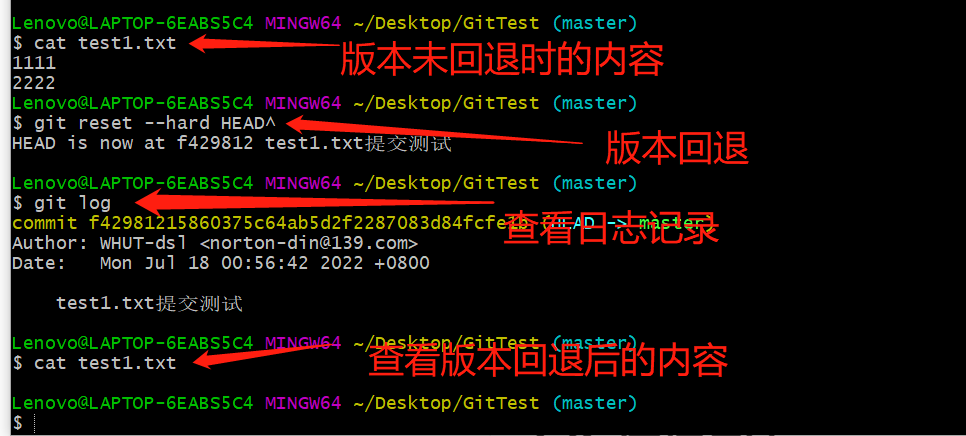 Lenovo@LAPTOP-6EABS5C4 MINGW64 ~/Desktop/GitTest (master)
$ cat test1.txt
版本未回退时的内容
1111
2222
Lenovo@LAPTOP-6EABS5C4 MINGW64 ~/Desktop/GitTest (master)
$ git reset --hard HEAD^
版本回退
HEAD is now at f429812 test1.txt提交测试
Lenovo@LAPTOP-6EABS5C4 MINGW64 ~/Desktop/GitTest (master)
$ git log
查看日志记录
commit f42981215860375c64ab5d2f2287083d84fcfe1b (HEAD -> master)
Author: WHUT-dsl <norton-din@139.com>
Date:   Mon Jul 18 00:56:42 2022 +0800
test1.txt提交测试
Lenovo@LAPTOP-6EABS5C4 MINGW64 ~/Desktop/GitTest (master)
$ cat test1.txt
查看版本回退后的内容
Lenovo@LAPTOP-6EABS5C4 MINGW64 ~/Desktop/GitTest (master)
$